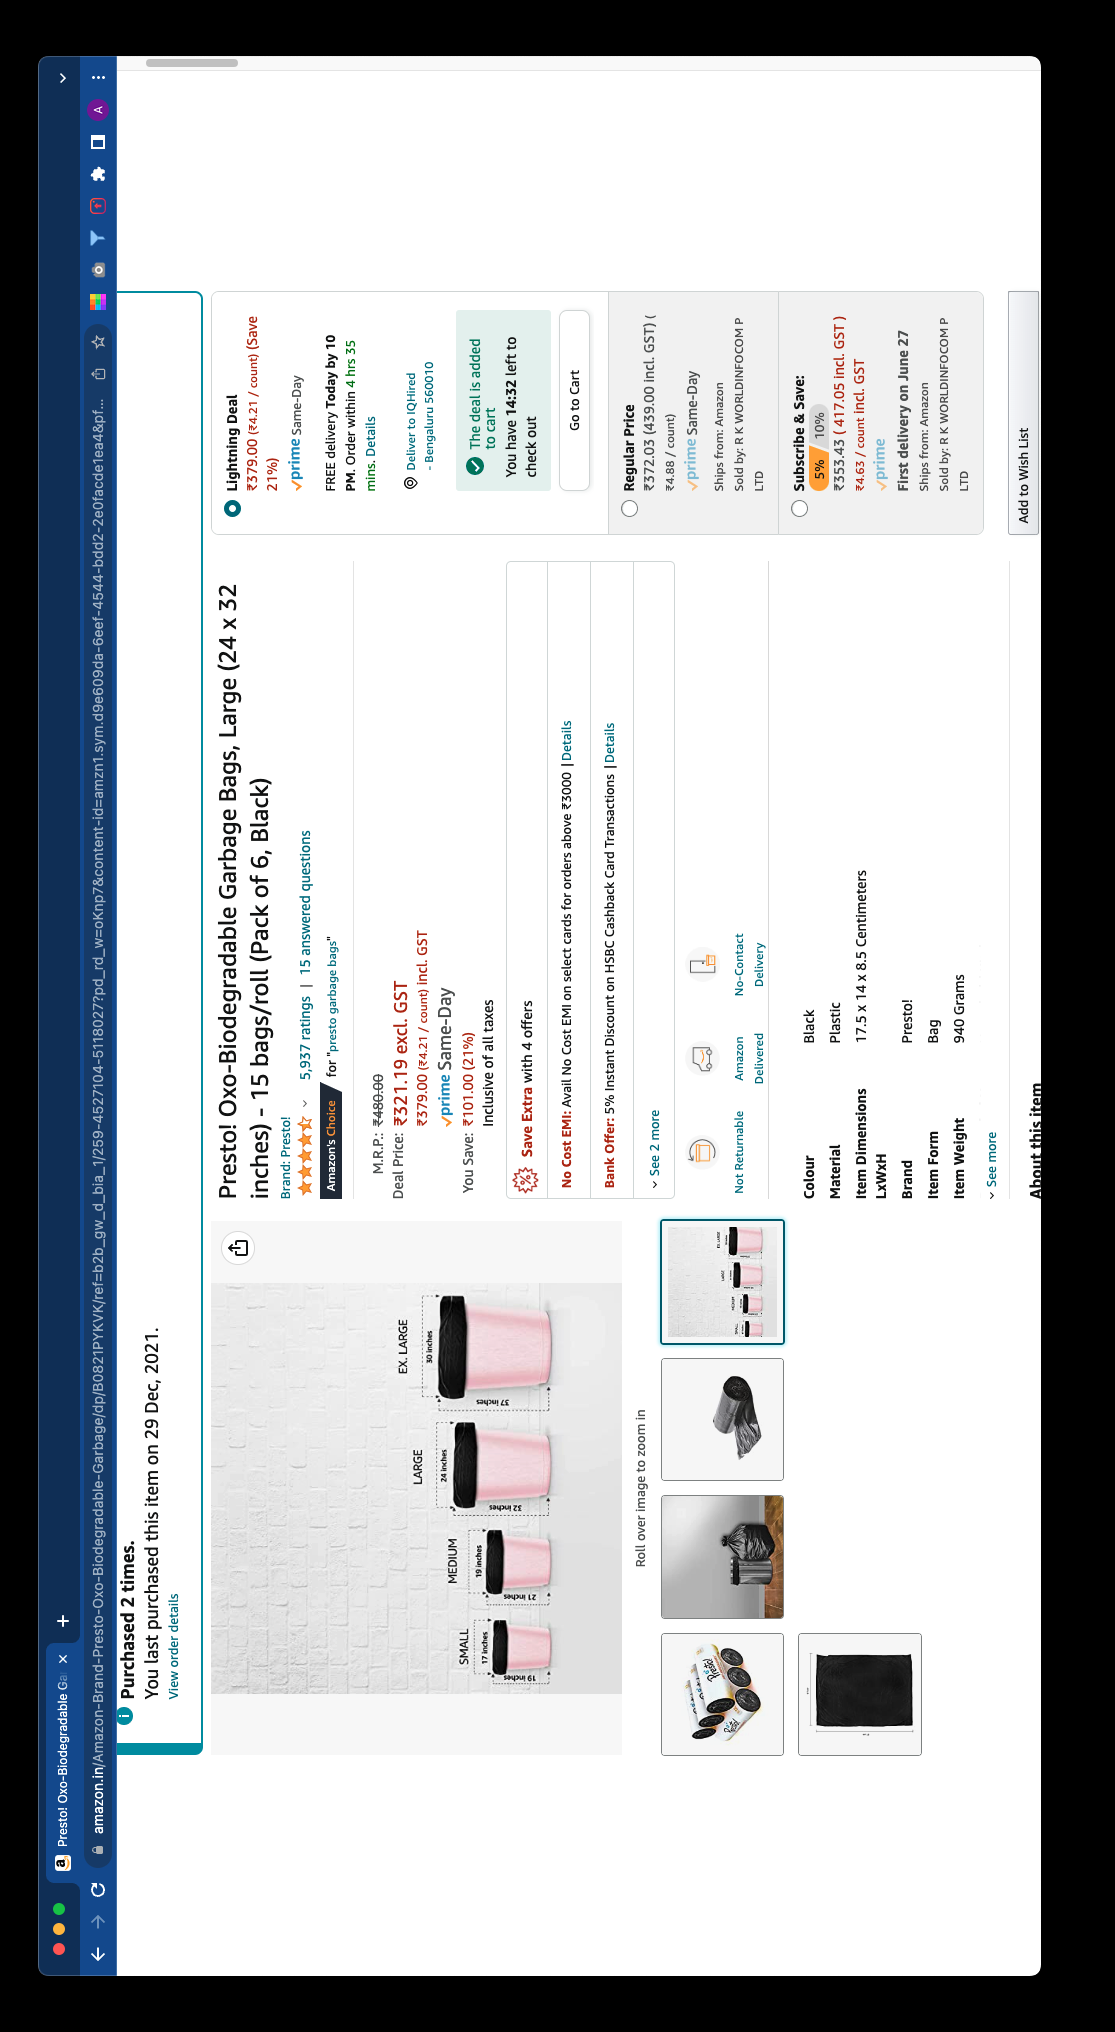 Presto! Oxo-Biodegradable Ga
amazon.in/Amazon-Brand-Presto-Oxo-Biodegradable-Garbage/dp/B0821PYKVK/ref=b2b_gw_d_bia_1/259-4527104-5118027?pd_rd_w=oKnp7&content-id=amzn1.sym.d9e609da-6eef-4544-bdd2-2e0facde1ea4&pf...
A
Purchased 2 times.
You last purchased this item on 29 Dec, 2021.
View order details
SMALL
17 inches
19 inches
MEDIUM
19 inches
21 inches
LARGE
24 inches
32 inches
EX. LARGE
30 inches
37 inches
Roll over image to zoom in
Presto! Oxo-Biodegradable Garbage Bags, Large (24 x 32
inches) - 15 bags/roll (Pack of 6, Black)
Brand: Presto!
5,937 ratings | 15 answered questions
Amazon's Choice for "presto garbage bags"
M.R.P.: ₹480.00
Deal Price: ₹321.19 excl. GST
₹379.00 (₹4.21 / count) incl. GST
prime Same-Day
You Save: ₹101.00 (21%)
Inclusive of all taxes
Save Extra with 4 offers
No Cost EMI: Avail No Cost EMI on select cards for orders above ₹3000 | Details
Bank Offer: 5% Instant Discount on HSBC Cashback Card Transactions | Details
See 2 more
Not Returnable
Amazon
Delivered
No-Contact
Delivery
Colour Black
Material Plastic
Item Dimensions 17.5 x 14 x 8.5 Centimeters
LxWxH
Brand Presto!
Item Form Bag
Item Weight 940 Grams
See more
About this item
Lightning Deal
₹379.00 (₹4.21 / count) (Save
21%)
prime Same-Day
FREE delivery Today by 10
PM. Order within 4 hrs 35
mins. Details
Deliver to IQHired
- Bengaluru 560010
The deal is added
to cart
You have 14:32 left to
check out
Go to Cart
Regular Price
₹372.03 (439.00 incl. GST) (
₹4.88 / count)
prime Same-Day
Ships from: Amazon
Sold by: R K WORLDINFOCOM P
LTD
Subscribe & Save:
5% 10%
₹353.43 ( 417.05 incl. GST )
₹4.63 / count incl. GST
prime
First delivery on June 27
Ships from: Amazon
Sold by: R K WORLDINFOCOM P
LTD
Add to Wish List